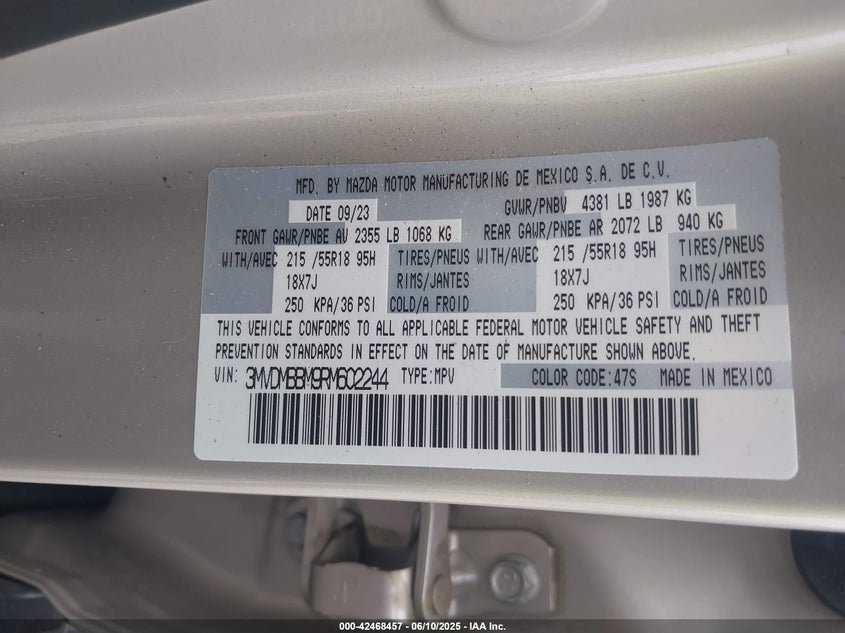 MFD. BY MAZDA MOTOR MANUFACTURING DE MEXICO S.A. DE C.V.
DATE 09/23 GVWR/PNBV 4381 LB 1987 KG
FRONT GAWR/PNBE AV 2355 LB 1068 KG REAR GAWR/PNBE AR 2072 LB 940 KG
WITH/AVEC 215 /55R18 95H TIRES/PNEUS WITH/AVEC 215 /55R18 95H TIRES/PNEUS
18X7J RIMS/JANTES 18X7J RIMS/JANTES
250 KPA/36 PSI COLD/A FROID 250 KPA/36 PSI COLD/A FROID
THIS VEHICLE CONFORMS TO ALL APPLICABLE FEDERAL MOTOR VEHICLE SAFETY AND THEFT
PREVENTION STANDARDS IN EFFECT ON THE DATE OF MANUFACTURE SHOWN ABOVE.
VIN: 3MVDMBBM9RM602244 TYPE:MPV COLOR CODE:47S MADE IN MEXICO
000-42468457 - 06/10/2025 - IAA Inc.